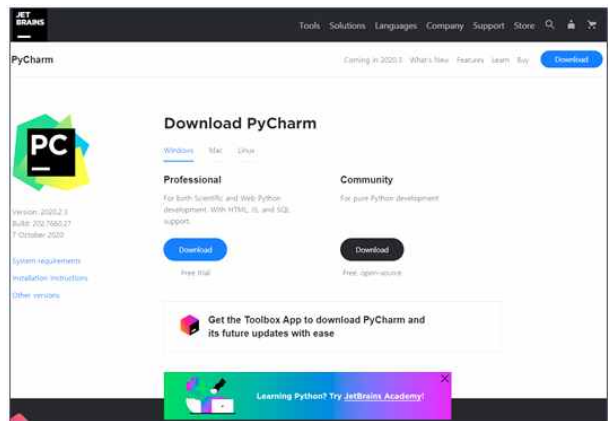 JET
BRAINS
Tools Solutions Languages Company Support Store
PyCharm
Coming in 2020.3 What's New Features Learn Buy Download
PC
Download PyCharm
Windows Mac Linux
Professional
For both Scientific and Web Python
development. With HTML, JS, and SQL
support.
Download
Free trial
Community
For pure Python development
Download
Free, open-source
Version: 2020.2.3
Build: 202.7660.27
7 October 2020
System requirements
Installation Instructions
Other versions
Get the Toolbox App to download PyCharm and
its future updates with ease
Learning Python? Try JetBrains Academy!